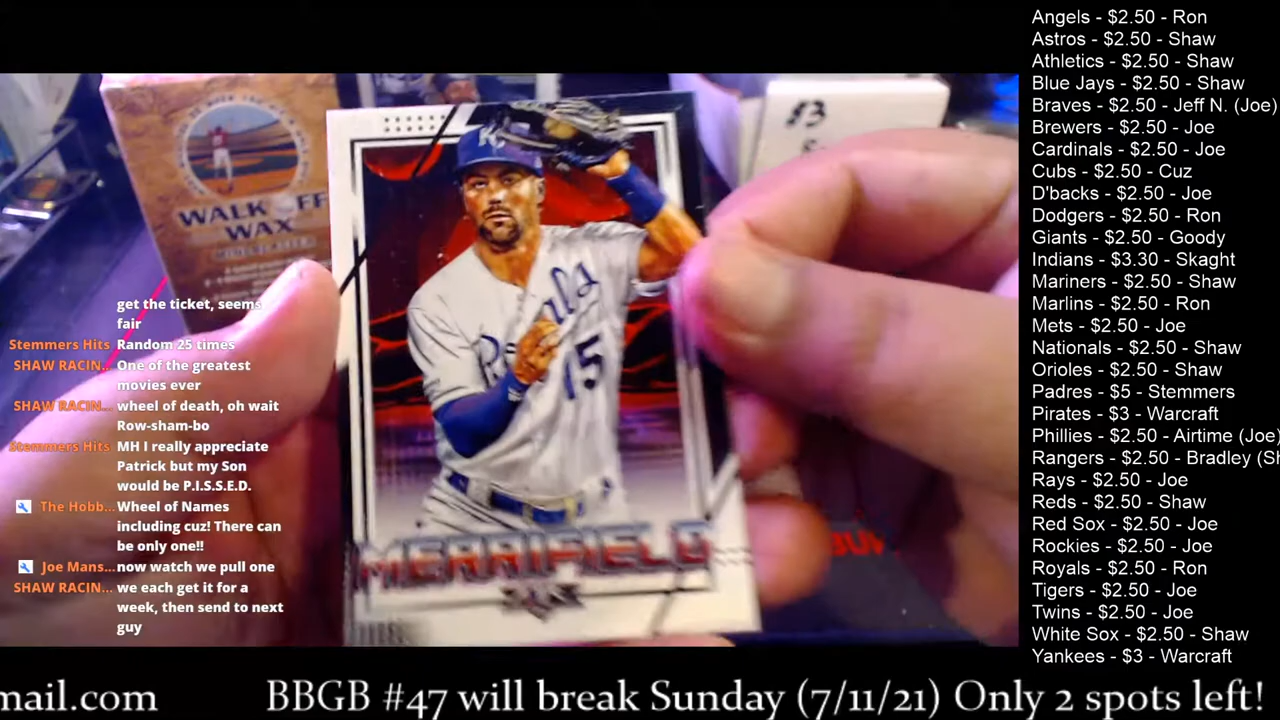 Angels - $2.50 - Ron
Astros - $2.50 - Shaw
Athletics - $2.50 - Shaw
Blue Jays - $2.50 - Shaw
Braves - $2.50 - Jeff N. (Joe)
Brewers - $2.50 - Joe
Cardinals - $2.50 - Joe
Cubs - $2.50 - Cuz
D'backs - $2.50 - Joe
Dodgers - $2.50 - Ron
Giants - $2.50 - Goody
Indians - $3.30 - Skaght
Mariners - $2.50 - Shaw
Marlins - $2.50 - Ron
Mets - $2.50 - Joe
Nationals - $2.50 - Shaw
Orioles - $2.50 - Shaw
Padres - $5 - Stemmers
Pirates - $3 - Warcraft
Phillies - $2.50 - Airtime (Joe)
Rangers - $2.50 - Bradley (Sh
Rays - $2.50 - Joe
Reds - $2.50 - Shaw
Red Sox - $2.50 - Joe
Rockies - $2.50 - Joe
Royals - $2.50 - Ron
Tigers - $2.50 - Joe
Twins - $2.50 - Joe
White Sox - $2.50 - Shaw
Yankees - $3 - Warcraft
WALK OFF
WAX
KC
Royals
15
MERRIFIELD
get the ticket, seems
fair
Stemmers Hits Random 25 times
SHAW RACIN... One of the greatest
movies ever
SHAW RACIN... wheel of death, oh wait
Row-sham-bo
Stemmers Hits MH I really appreciate
Patrick but my Son
would be P.I.S.S.E.D.
The Hobb... Wheel of Names
including cuz! There can
be only one!!
Joe Mans... now watch we pull one
SHAW RACIN... we each get it for a
week, then send to next
guy
mail.com BBGB #47 will break Sunday (7/11/21) Only 2 spots left!